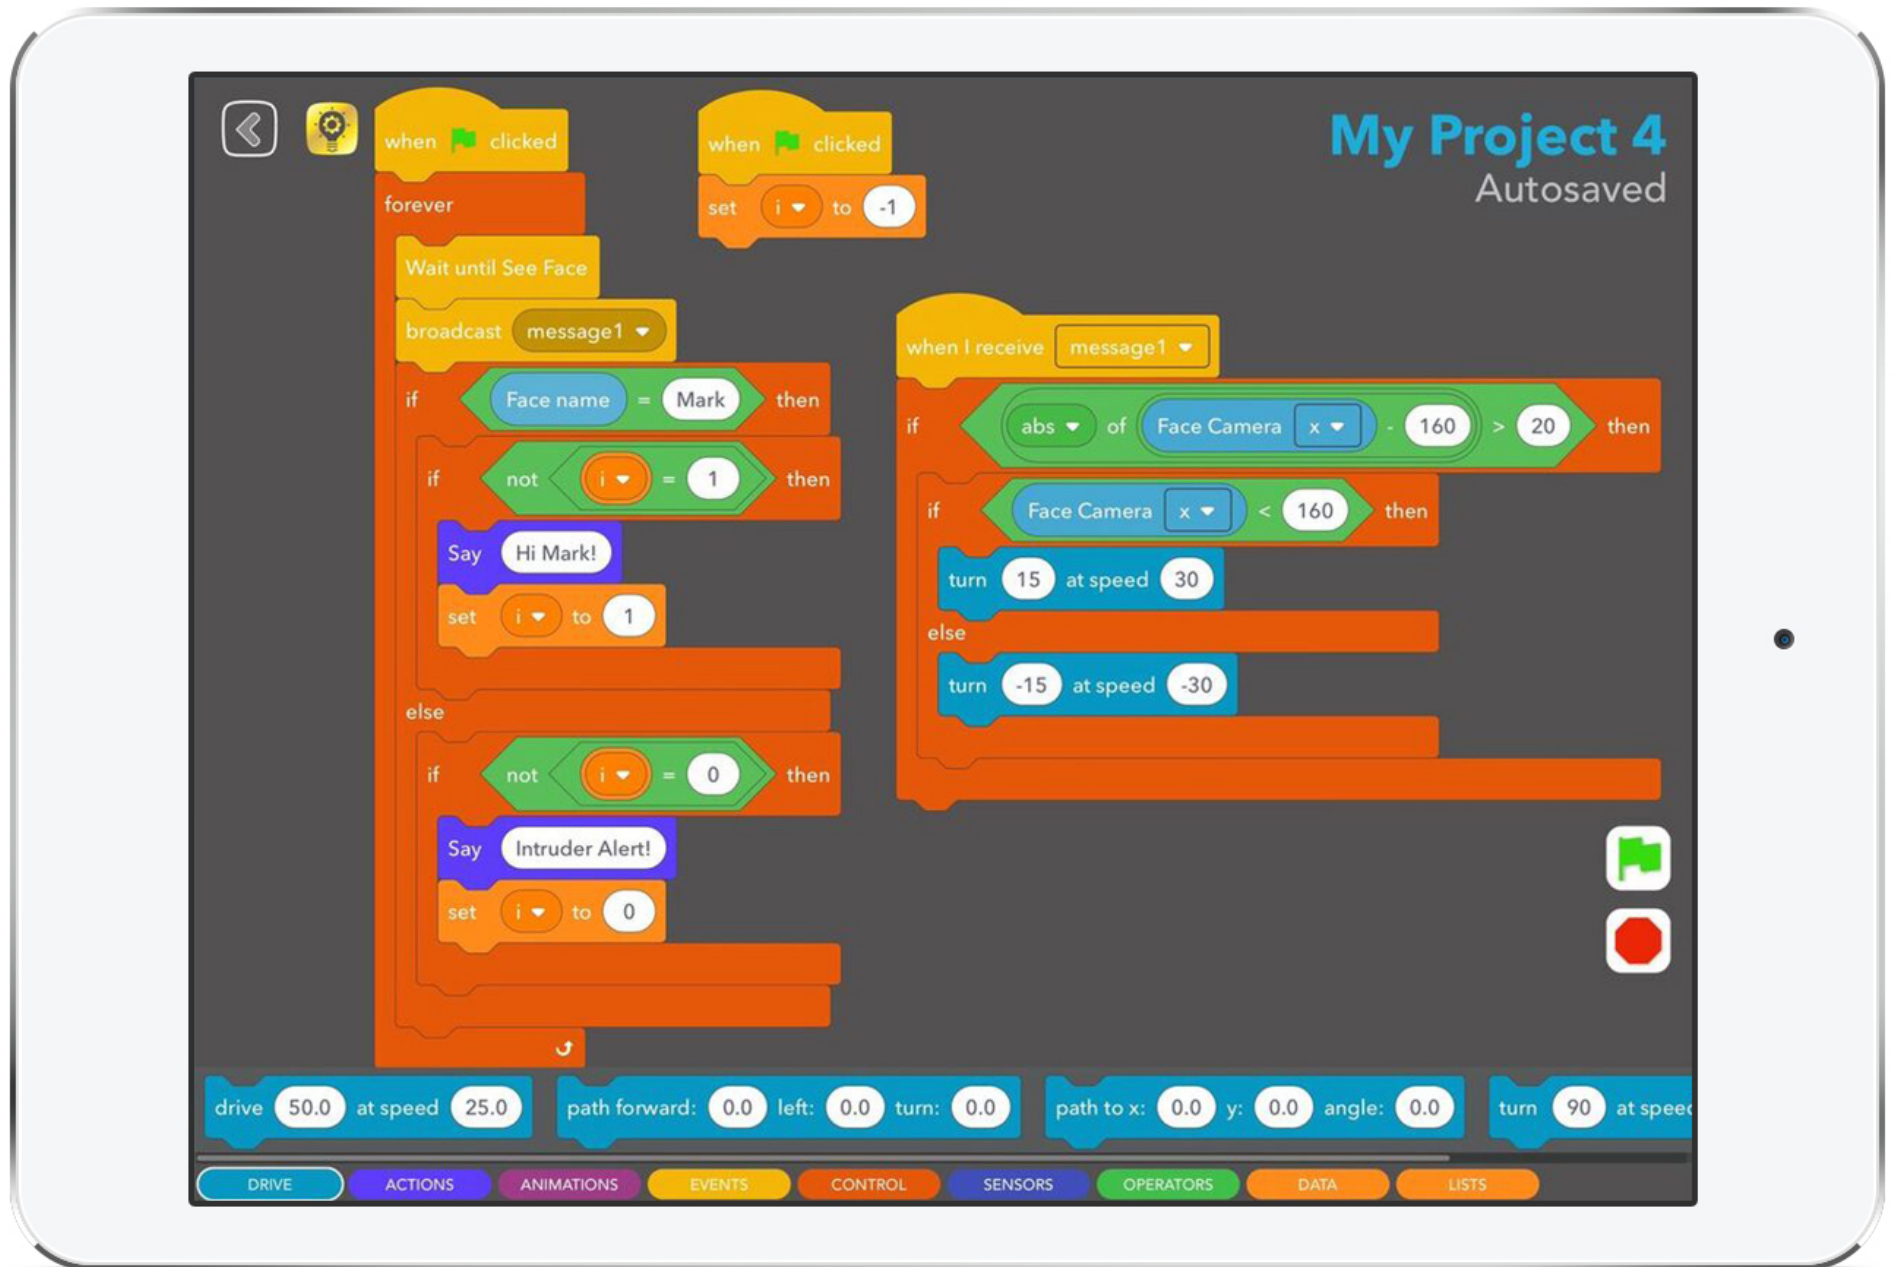 when clicked
forever
Wait until See Face
broadcast message1
if Face name = Mark then
if not i = 1 then
Say Hi Mark!
set i to 1
else
if not i = 0 then
Say Intruder Alert!
set i to 0
when clicked
set i to -1
My Project 4
Autosaved
when I receive message1
if abs of Face Camera x - 160 > 20 then
if Face Camera x < 160 then
turn 15 at speed 30
else
turn -15 at speed -30
drive 50.0 at speed 25.0
path forward: 0.0 left: 0.0 turn: 0.0
path to x: 0.0 y: 0.0 angle: 0.0
turn 90 at speed
DRIVE
ACTIONS
ANIMATIONS
EVENTS
CONTROL
SENSORS
OPERATORS
DATA
LISTS